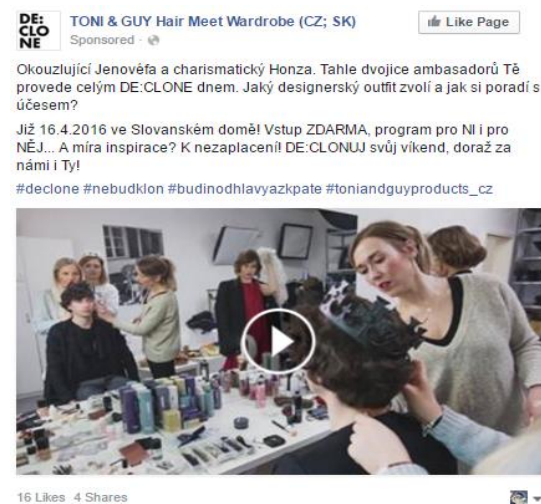 DE:
CLO
NE
TONI & GUY Hair Meet Wardrobe (CZ; SK)
Sponsored ·
Like Page
Okouzlující Jenovéfa a charismatický Honza. Tahle dvojice ambasadorů Tě
provede celým DE:CLONE dnem. Jaký designerský outfit zvolí a jak si poradí s
účesem?
Již 16.4.2016 ve Slovanském domě! Vstup ZDARMA, program pro NI i pro
NĚJ... A míra inspirace? K nezaplacení! DE:CLONUJ svůj víkend, doraž za
námi i Ty!
#declone #nebudklon #budinodhlavyazkpate #toniandguyproducts_cz
16 Likes 4 Shares